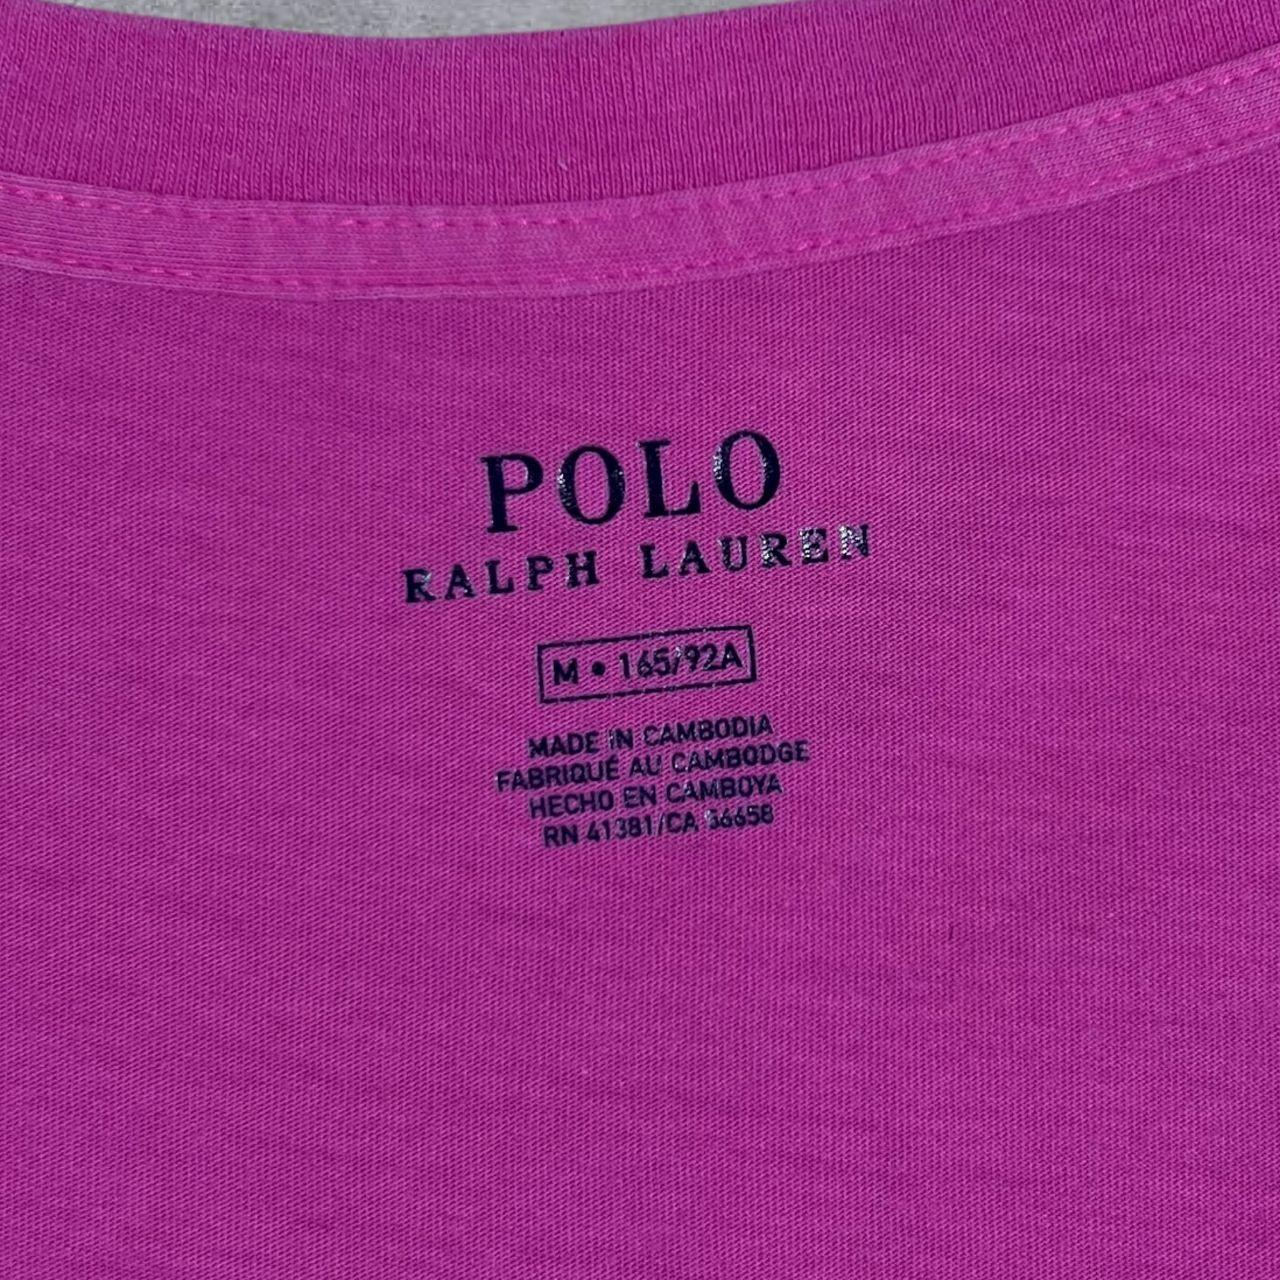 POLO
RALPH LAUREN
M • 165/92A
MADE IN CAMBODIA
FABRIQUÉ AU CAMBODGE
HECHO EN CAMBOYA
RN 41381/CA 36658